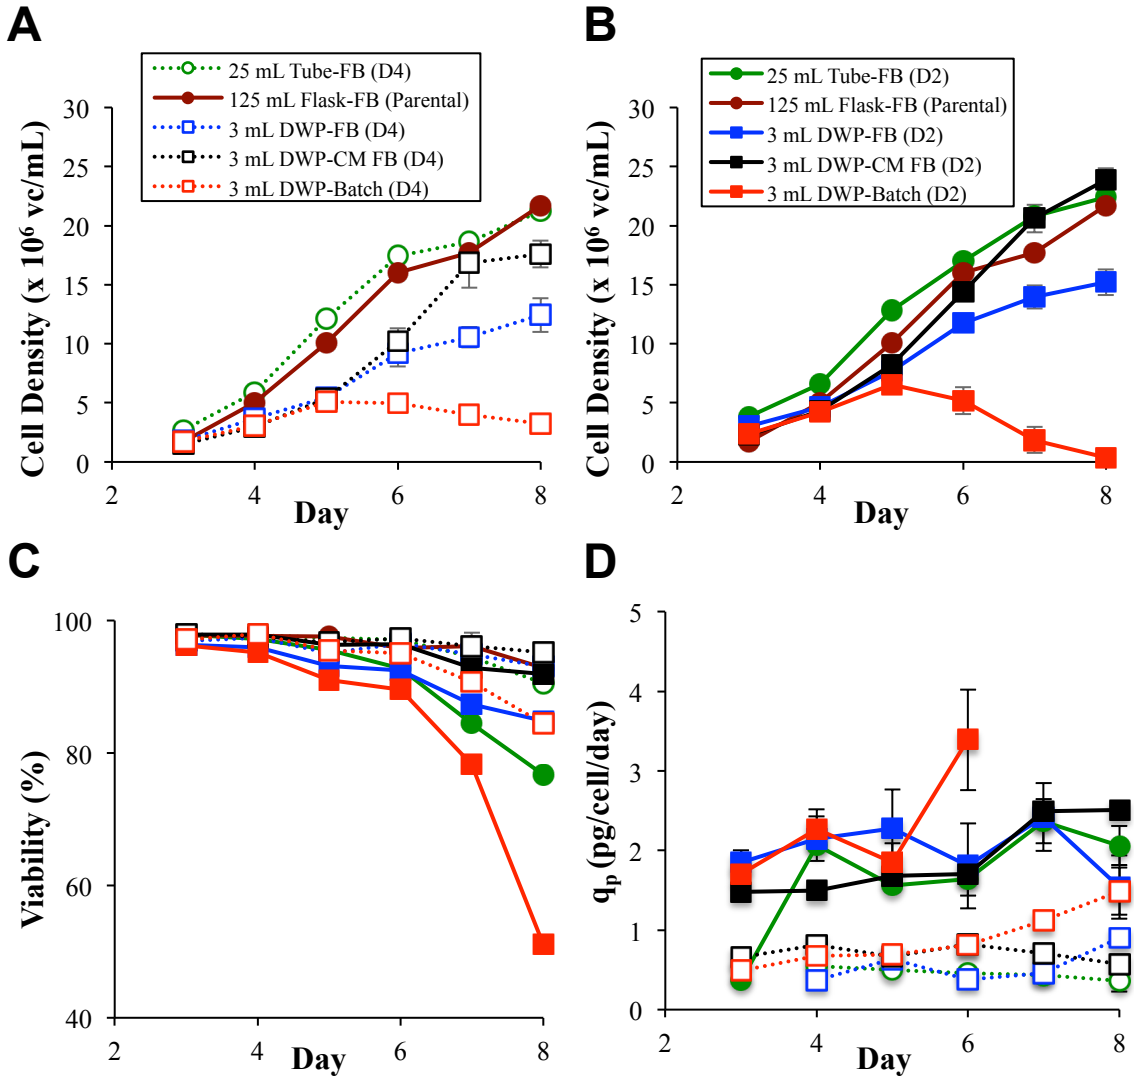 A
25 mL Tube-FB (D4)
125 mL Flask-FB (Parental)
3 mL DWP-FB (D4)
3 mL DWP-CM FB (D4)
3 mL DWP-Batch (D4)
Cell Density (x 10⁶ vc/mL)
30
25
20
15
10
5
0
2
4
6
8
Day
B
25 mL Tube-FB (D2)
125 mL Flask-FB (Parental)
3 mL DWP-FB (D2)
3 mL DWP-CM FB (D2)
3 mL DWP-Batch (D2)
Cell Density (x 10⁶ vc/mL)
30
25
20
15
10
5
0
2
4
6
8
Day
C
Viability (%)
100
80
60
40
2
4
6
8
Day
D
qₚ (pg/cell/day)
5
4
3
2
1
0
2
4
6
8
Day